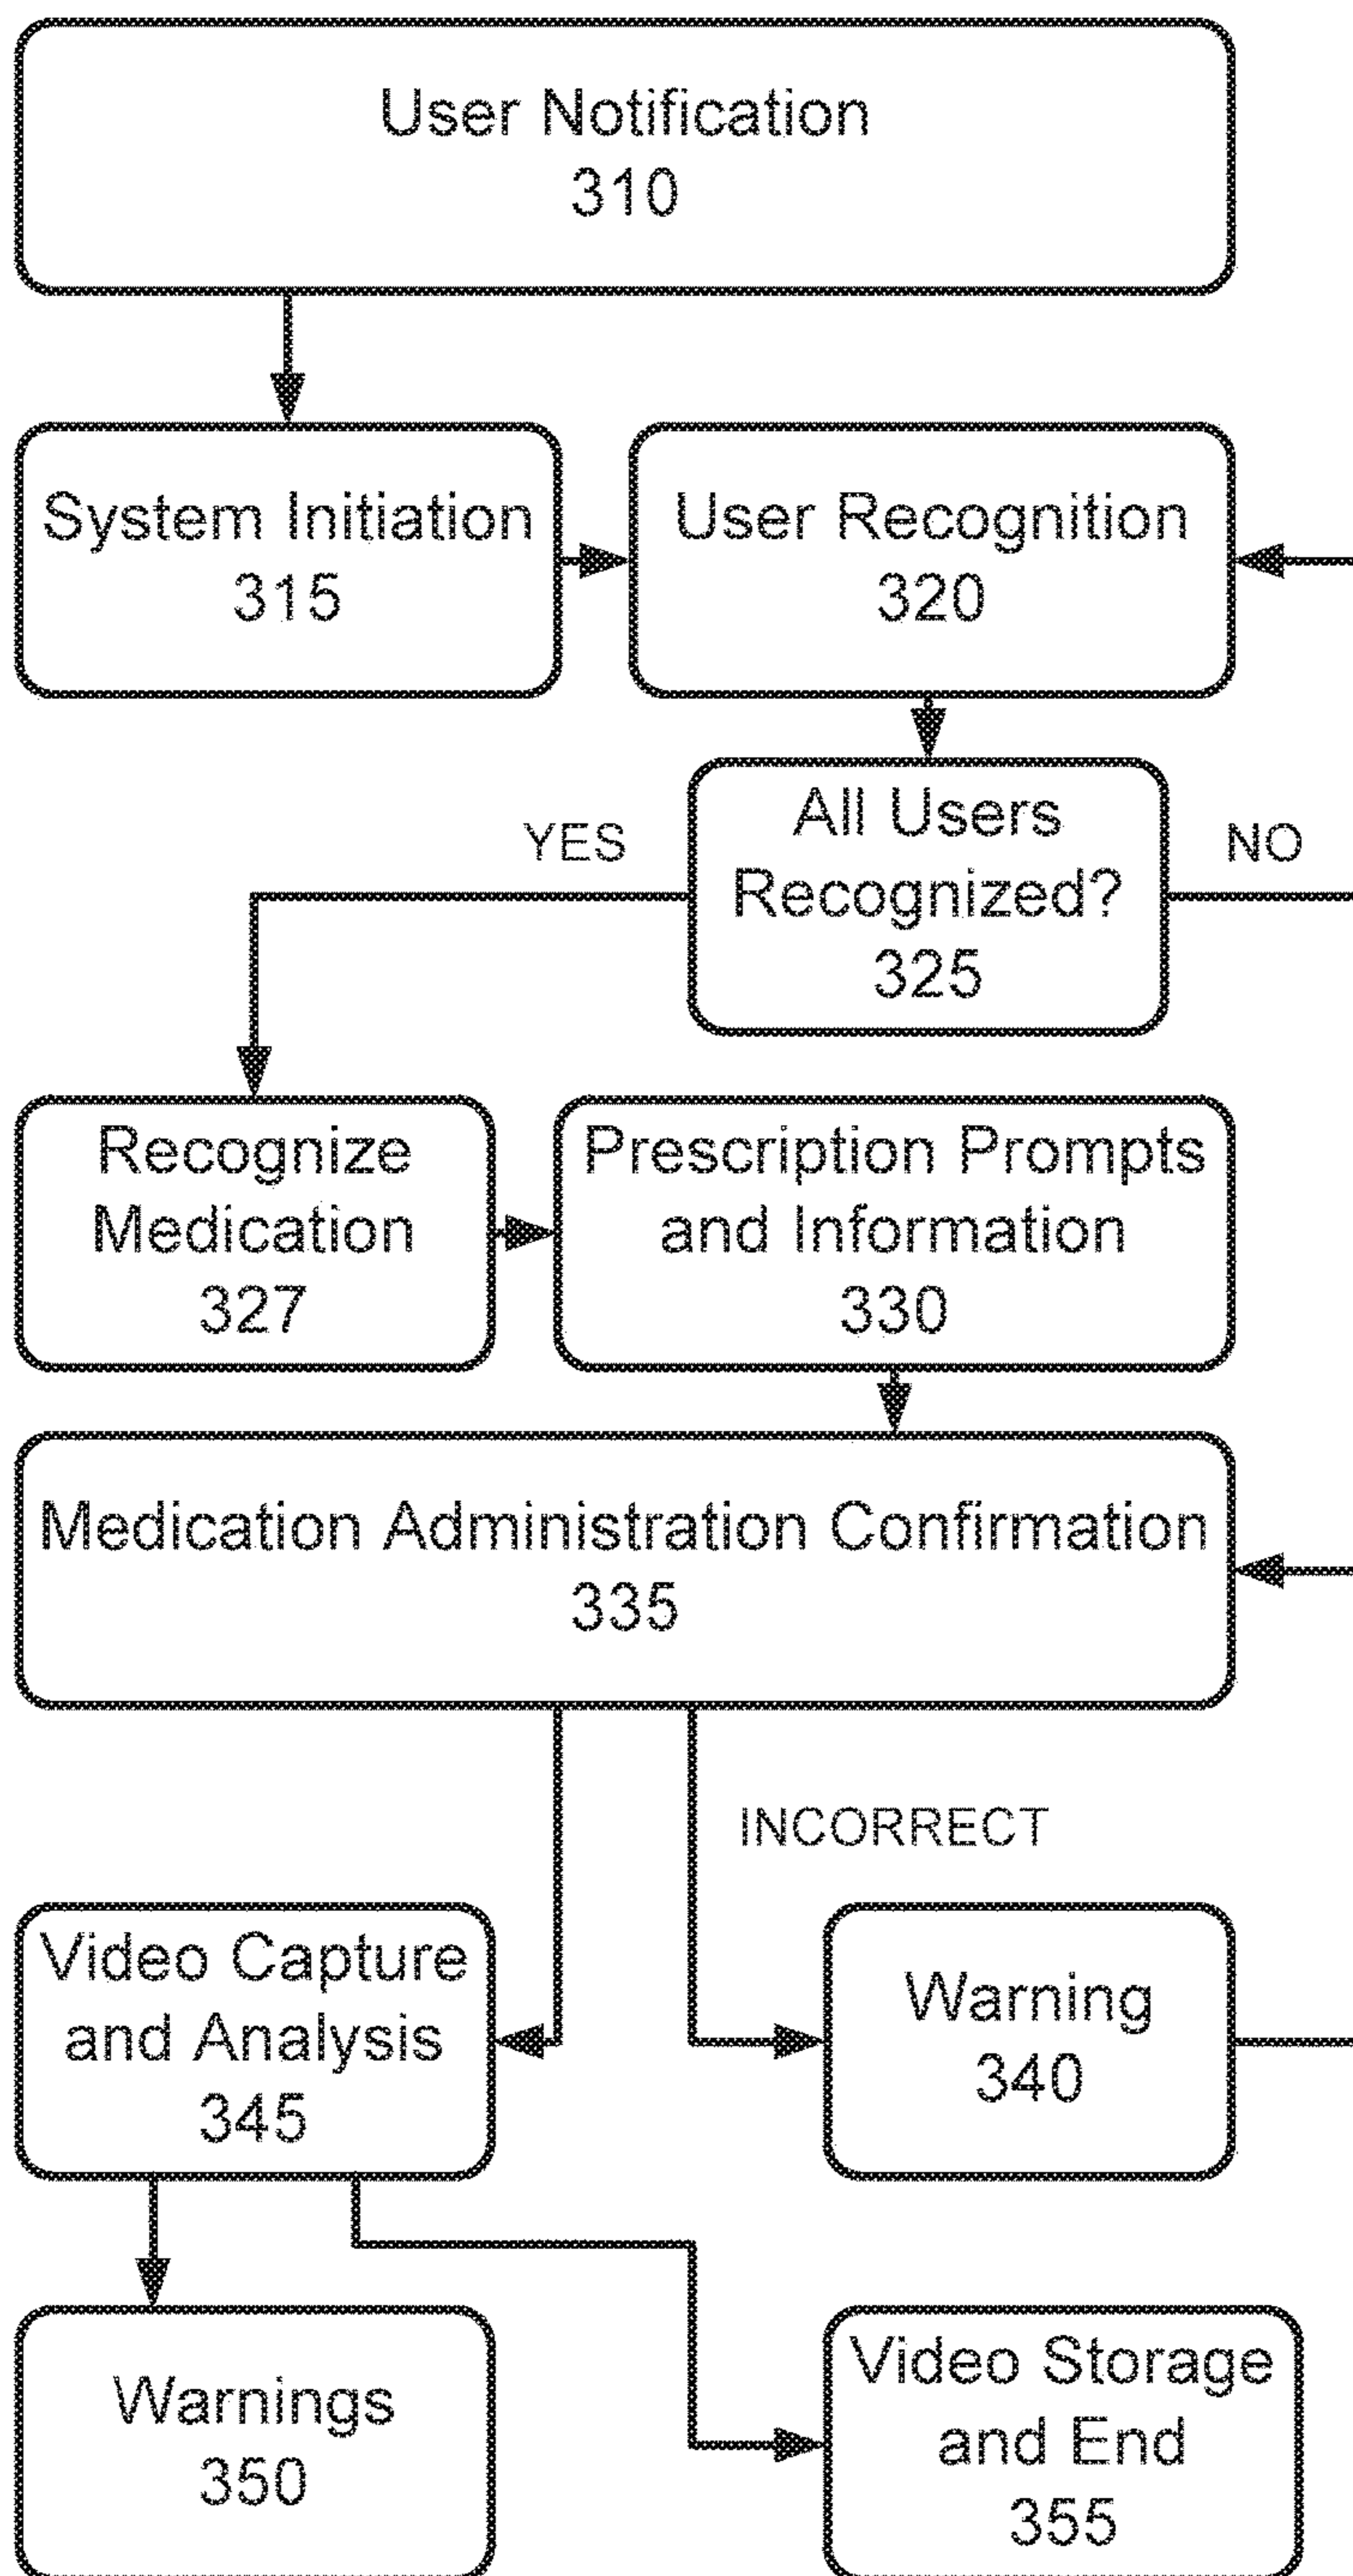 User Notification
310
System Initiation
315
User Recognition
320
All Users
Recognized?
325
YES
NO
Recognize
Medication
327
Prescription Prompts
and Information
330
Medication Administration Confirmation
335
INCORRECT
Video Capture
and Analysis
345
Warning
340
Warnings
350
Video Storage
and End
355